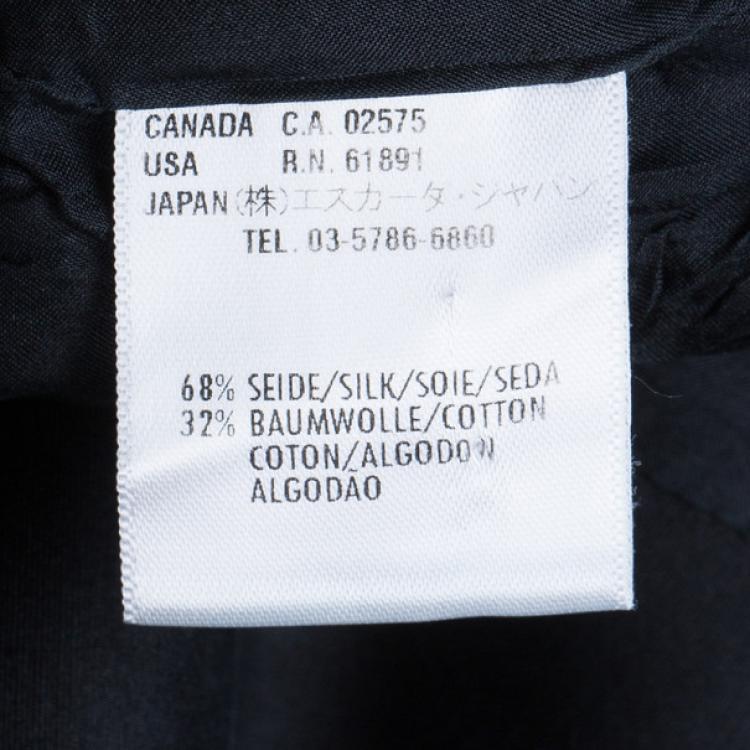 CANADA C.A. 02575
USA R.N. 61891
JAPAN (株)エスカータ・ジャパン
TEL. 03-5786-6860
68% SEIDE/SILK/SOIE/SEDA
32% BAUMWOLLE/COTTON
COTON/ALGODON
ALGODÃO